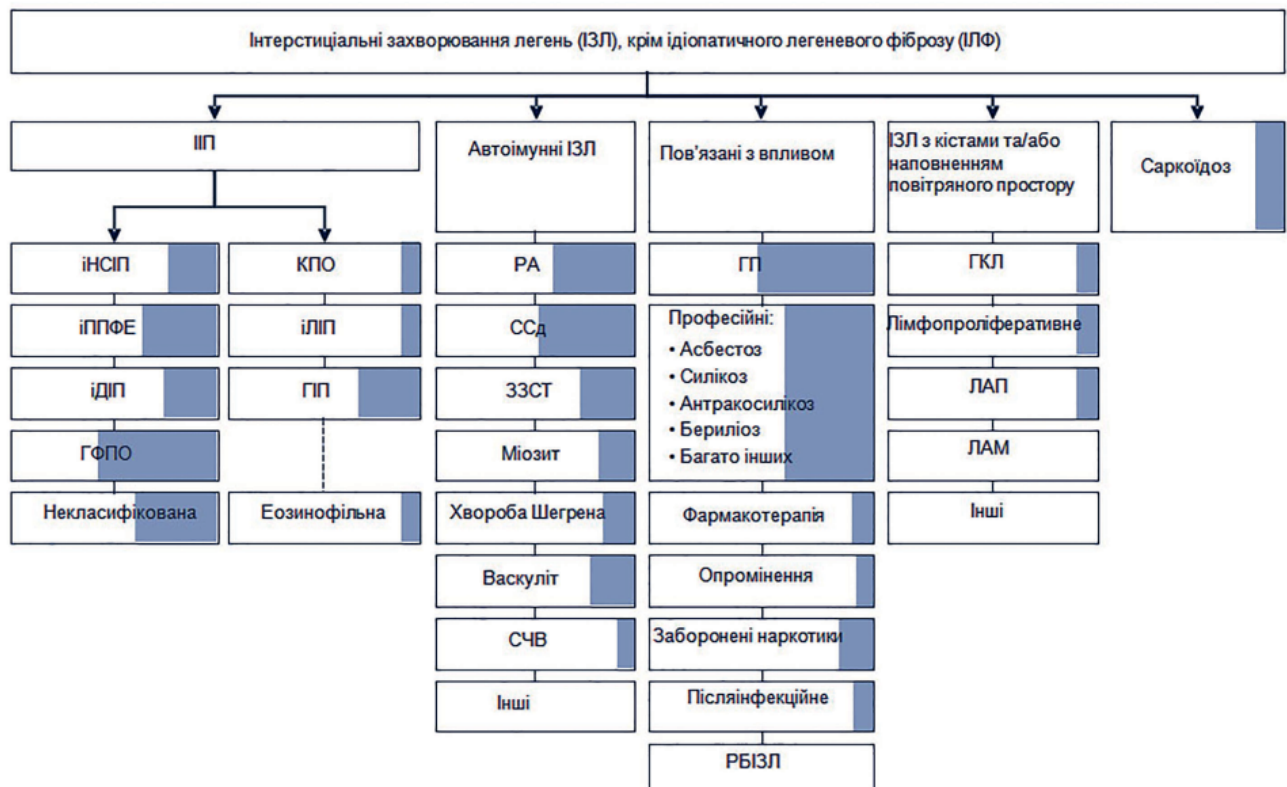 Інтерстиціальні захворювання легень (ІЗЛ), крім ідіопатичного легеневого фіброзу (ІЛФ)
ІІП
Автоімунні ІЗЛ
Пов'язані з впливом
ІЗЛ з кістами та/або
наповненням
повітряного простору
Саркоїдоз
іНСІП
КПО
РА
ГП
ГКЛ
іППФЕ
іЛІП
ССд
Професійні:
• Асбестоз
• Силікоз
• Антракосилікоз
• Бериліоз
• Багато інших
Лімфопроліферативне
іДІП
ГІП
ЗЗСТ
ЛАП
ГФПО
Міозит
ЛАМ
Некласифікована
Еозинофільна
Хвороба Шегрена
Фармакотерапія
Інші
Васкуліт
Опромінення
СЧВ
Заборонені наркотики
Інші
Післяінфекційне
РБІЗЛ